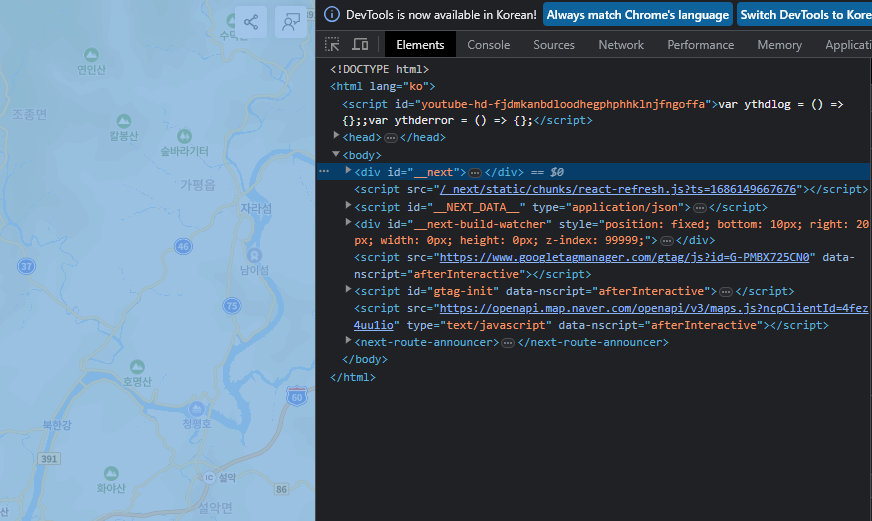 수덕산
연인산
조종면
칼봉산
숲바라기터
가평읍
자라섬
46
37
남이섬
75
호명산
60
청평호
북한강
391
IC 설악
화야산
86
설악면
DevTools is now available in Korean!
Always match Chrome's language
Switch DevTools to Kore
Elements
Console
Sources
Network
Performance
Memory
Applicati
<!DOCTYPE html>
<html lang="ko">
<script id="youtube-hd-fjdmkanbdloodhegphphhklnjfngoffa">var ythdlog = () =>
{};;var ythderror = () => {};</script>
<head>…</head>
<body>
<div id="__next">…</div> == $0
<script src="/_next/static/chunks/react-refresh.js?ts=1686149667676"></script>
<script id="__NEXT_DATA__" type="application/json">…</script>
<div id="__next-build-watcher" style="position: fixed; bottom: 10px; right: 20
px; width: 0px; height: 0px; z-index: 99999;">…</div>
<script src="https://www.googletagmanager.com/gtag/js?id=G-PMBX725CN0" data-
nscript="afterInteractive"></script>
<script id="gtag-init" data-nscript="afterInteractive">…</script>
<script src="https://openapi.map.naver.com/openapi/v3/maps.js?ncpClientId=4fez
4uu1io" type="text/javascript" data-nscript="afterInteractive"></script>
<next-route-announcer>…</next-route-announcer>
</body>
</html>